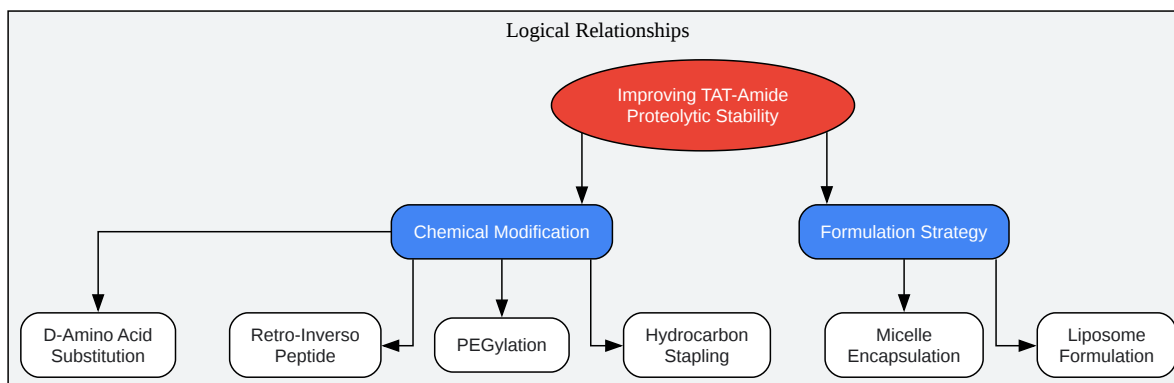 Logical Relationships
Improving TAT-Amide
Proteolytic Stability
Chemical Modification
Formulation Strategy
D-Amino Acid
Substitution
Retro-Inverso
Peptide
PEGylation
Hydrocarbon
Stapling
Micelle
Encapsulation
Liposome
Formulation